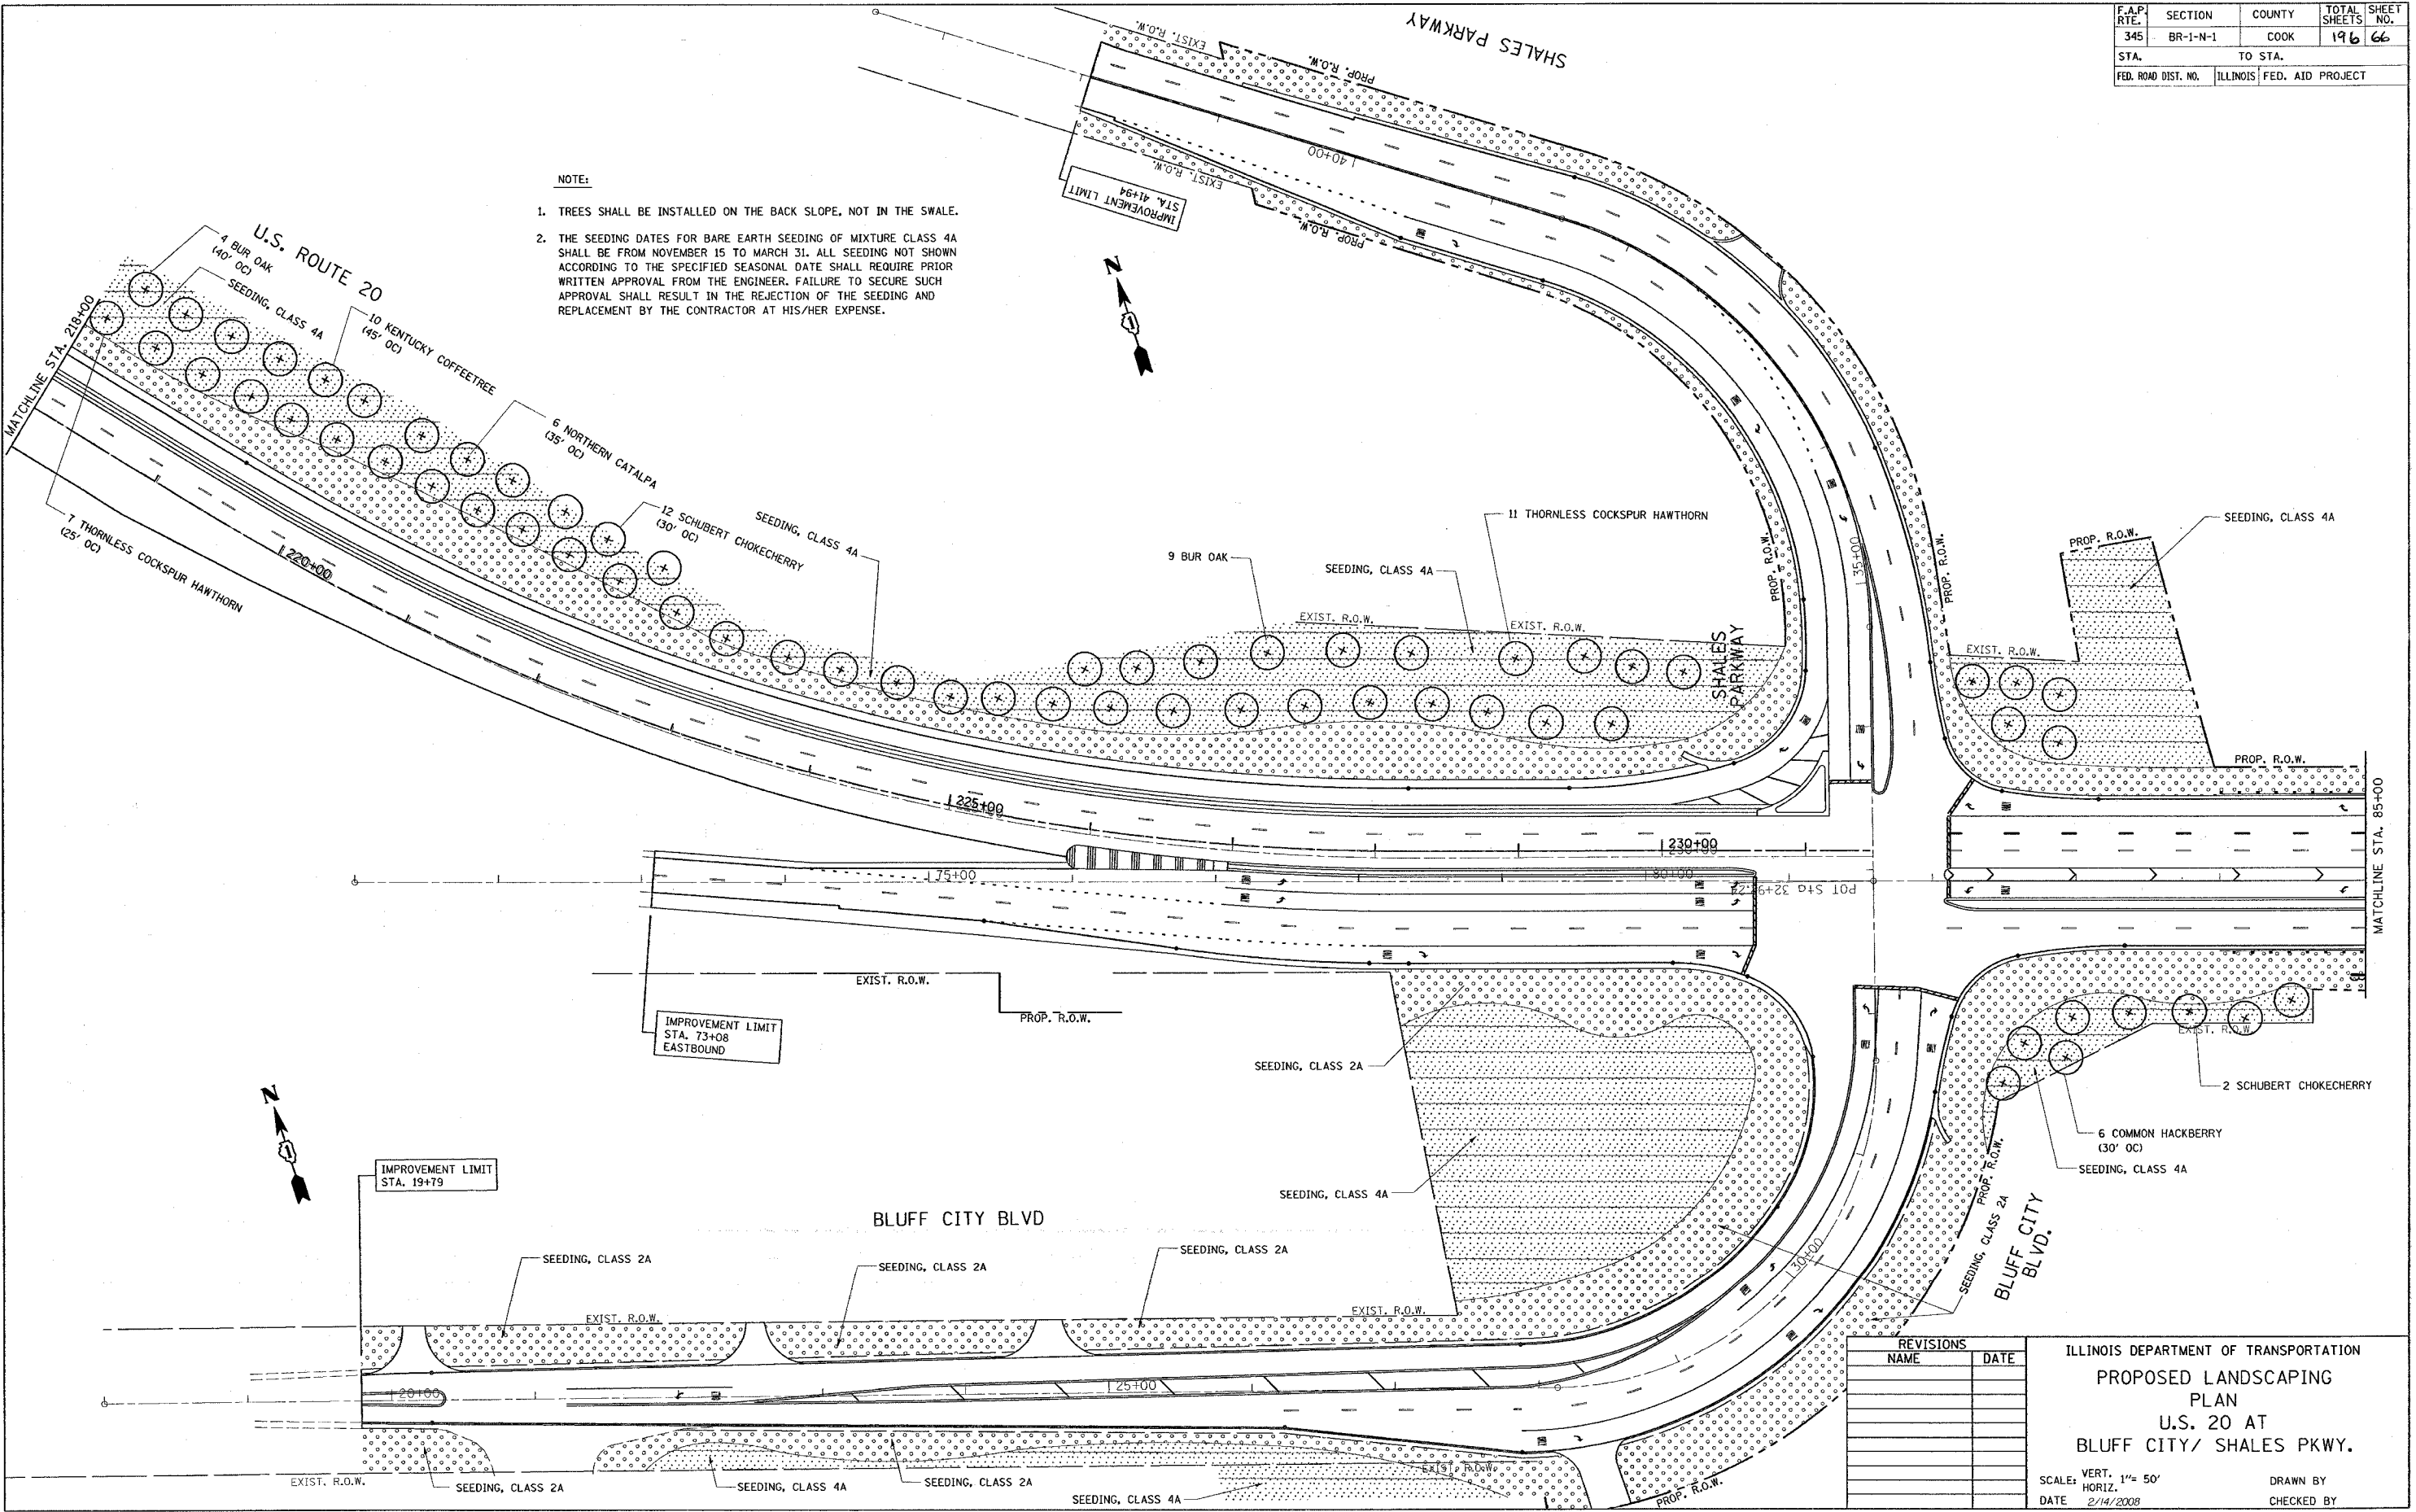 F.A.P. RTE. SECTION COUNTY TOTAL SHEETS SHEET NO.
345 BR-1-N-1 COOK 196 66
STA. TO STA.
FED. ROAD DIST. NO. ILLINOIS FED. AID PROJECT
SHALES PARKWAY
EXIST. R.O.W.
PROP. R.O.W.
40+00
EXIST. R.O.W.
PROP. R.O.W.
IMPROVEMENT LIMIT
STA. 41+94
NOTE:
1. TREES SHALL BE INSTALLED ON THE BACK SLOPE, NOT IN THE SWALE.
2. THE SEEDING DATES FOR BARE EARTH SEEDING OF MIXTURE CLASS 4A
SHALL BE FROM NOVEMBER 15 TO MARCH 31. ALL SEEDING NOT SHOWN
ACCORDING TO THE SPECIFIED SEASONAL DATE SHALL REQUIRE PRIOR
WRITTEN APPROVAL FROM THE ENGINEER. FAILURE TO SECURE SUCH
APPROVAL SHALL RESULT IN THE REJECTION OF THE SEEDING AND
REPLACEMENT BY THE CONTRACTOR AT HIS/HER EXPENSE.
N
U.S. ROUTE 20
4 BUR OAK
(40' OC)
SEEDING, CLASS 4A
10 KENTUCKY COFFEETREE
(45' OC)
MATCHLINE STA. 218+00
6 NORTHERN CATALPA
(35' OC)
12 SCHUBERT CHOKECHERRY
(30' OC)
SEEDING, CLASS 4A
7 THORNLESS COCKSPUR HAWTHORN
(25' OC)
220+00
9 BUR OAK
SEEDING, CLASS 4A
11 THORNLESS COCKSPUR HAWTHORN
EXIST. R.O.W.
EXIST. R.O.W.
PROP. R.O.W.
SHALES
PARKWAY
35+00
PROP. R.O.W.
PROP. R.O.W.
SEEDING, CLASS 4A
EXIST. R.O.W.
PROP. R.O.W.
MATCHLINE STA. 85+00
225+00
230+00
75+00
80+00
POT Sta 32+92.24
ONLY
EXIST. R.O.W.
PROP. R.O.W.
IMPROVEMENT LIMIT
STA. 73+08
EASTBOUND
SEEDING, CLASS 2A
SEEDING, CLASS 4A
EXIST. R.O.W.
2 SCHUBERT CHOKECHERRY
6 COMMON HACKBERRY
(30' OC)
SEEDING, CLASS 4A
PROP. R.O.W.
SEEDING, CLASS 2A
BLUFF CITY
BLVD.
30+00
N
IMPROVEMENT LIMIT
STA. 19+79
BLUFF CITY BLVD
SEEDING, CLASS 2A
SEEDING, CLASS 2A
SEEDING, CLASS 2A
EXIST. R.O.W.
EXIST. R.O.W.
20+00
25+00
EXIST. R.O.W.
SEEDING, CLASS 2A
SEEDING, CLASS 4A
SEEDING, CLASS 2A
SEEDING, CLASS 4A
EXIST. R.O.W.
PROP. R.O.W.
REVISIONS
NAME DATE
ILLINOIS DEPARTMENT OF TRANSPORTATION
PROPOSED LANDSCAPING
PLAN
U.S. 20 AT
BLUFF CITY/ SHALES PKWY.
SCALE: VERT. HORIZ. 1"= 50'
DRAWN BY
DATE 2/14/2008
CHECKED BY